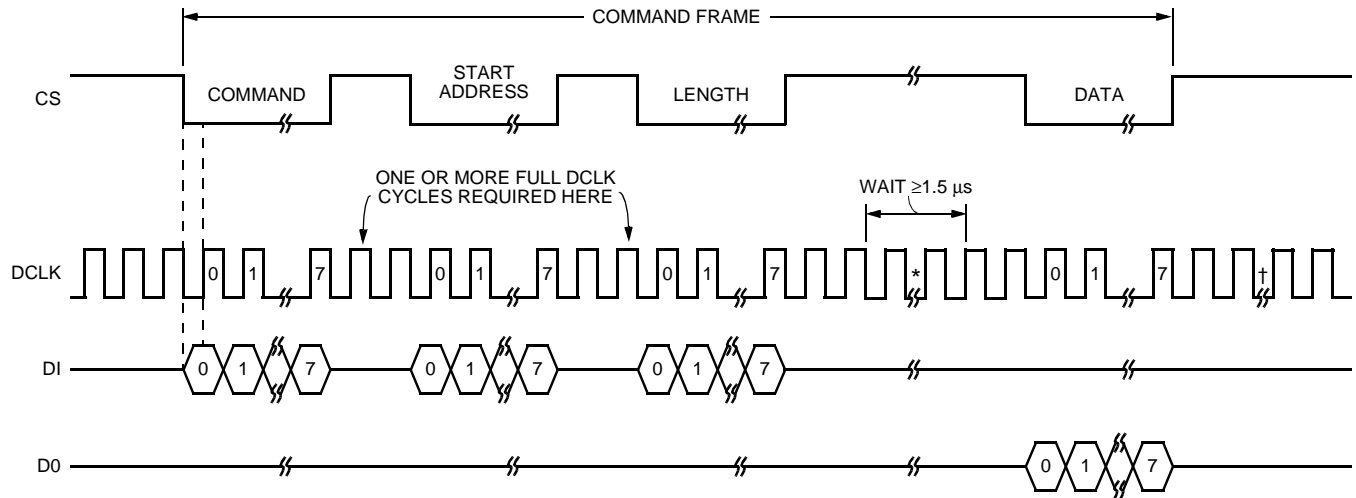 COMMAND FRAME
CS
COMMAND
START
ADDRESS
LENGTH
DATA
ONE OR MORE FULL DCLK
CYCLES REQUIRED HERE
WAIT ≥1.5 µs
DCLK
0 1 7 0 1 7 0 1 7 * 0 1 7 †
DI
0 1 7 0 1 7 0 1 7
D0
0 1 7